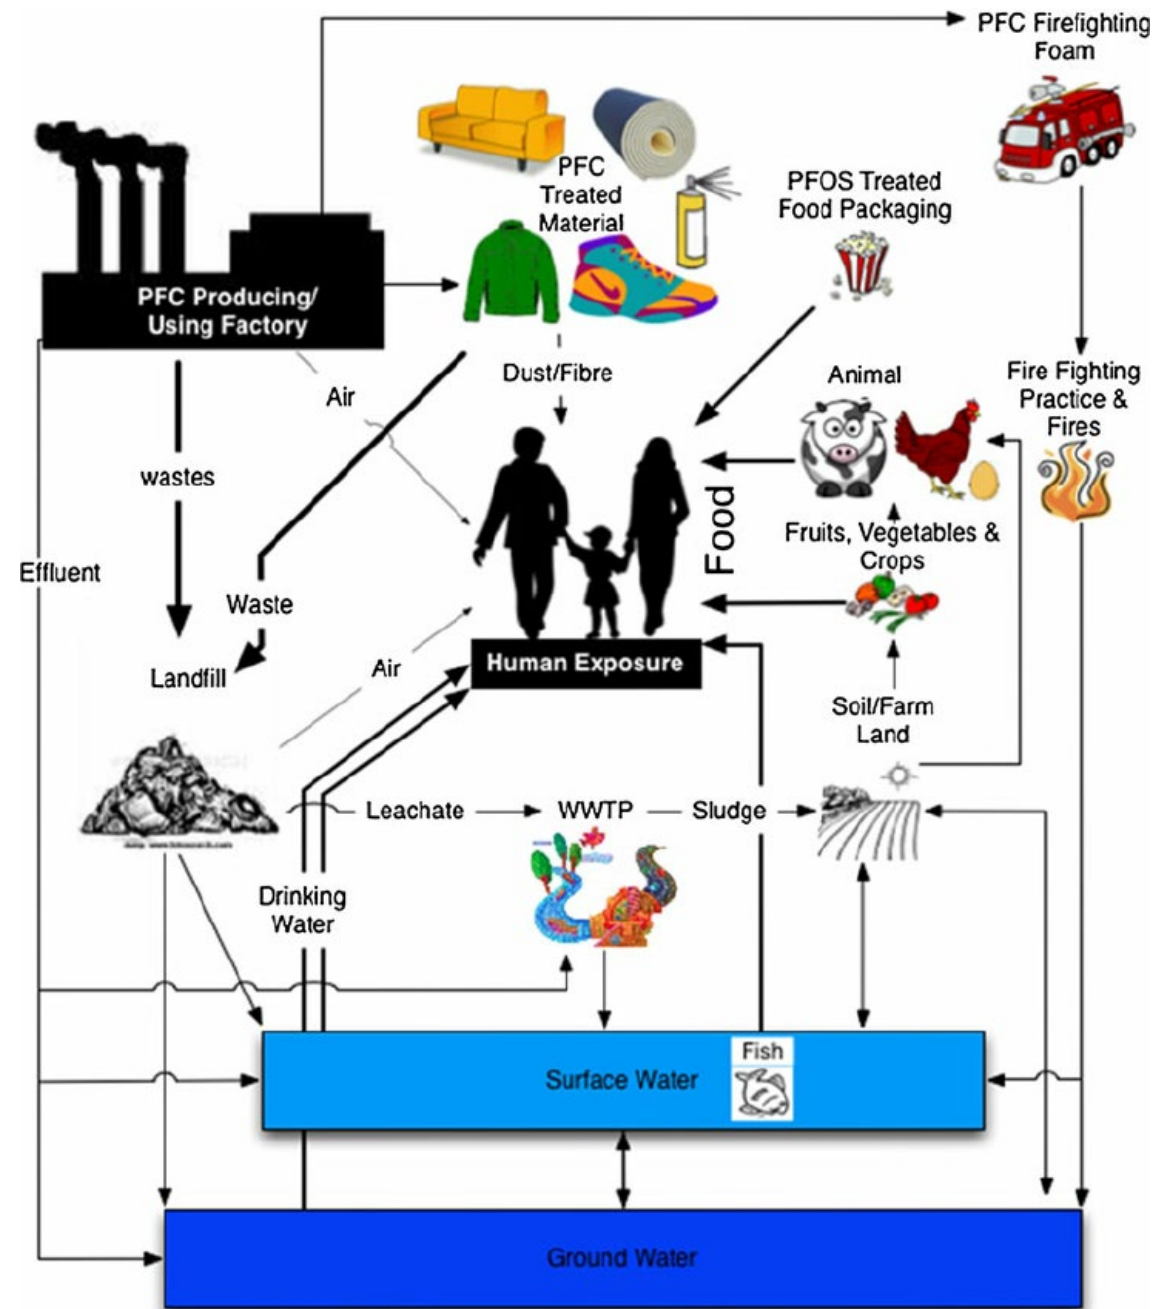 PFC Firefighting
Foam
PFC
Treated
Material
PFOS Treated
Food Packaging
PFC Producing/
Using Factory
Dust/Fibre
Air
Animal
Fire Fighting
Practice &
Fires
wastes
Food
Fruits, Vegetables &
Crops
Effluent
Waste
Human Exposure
Landfill
Air
Soil/Farm
Land
Leachate
WWTP
Sludge
Drinking
Water
Fish
Surface Water
Ground Water